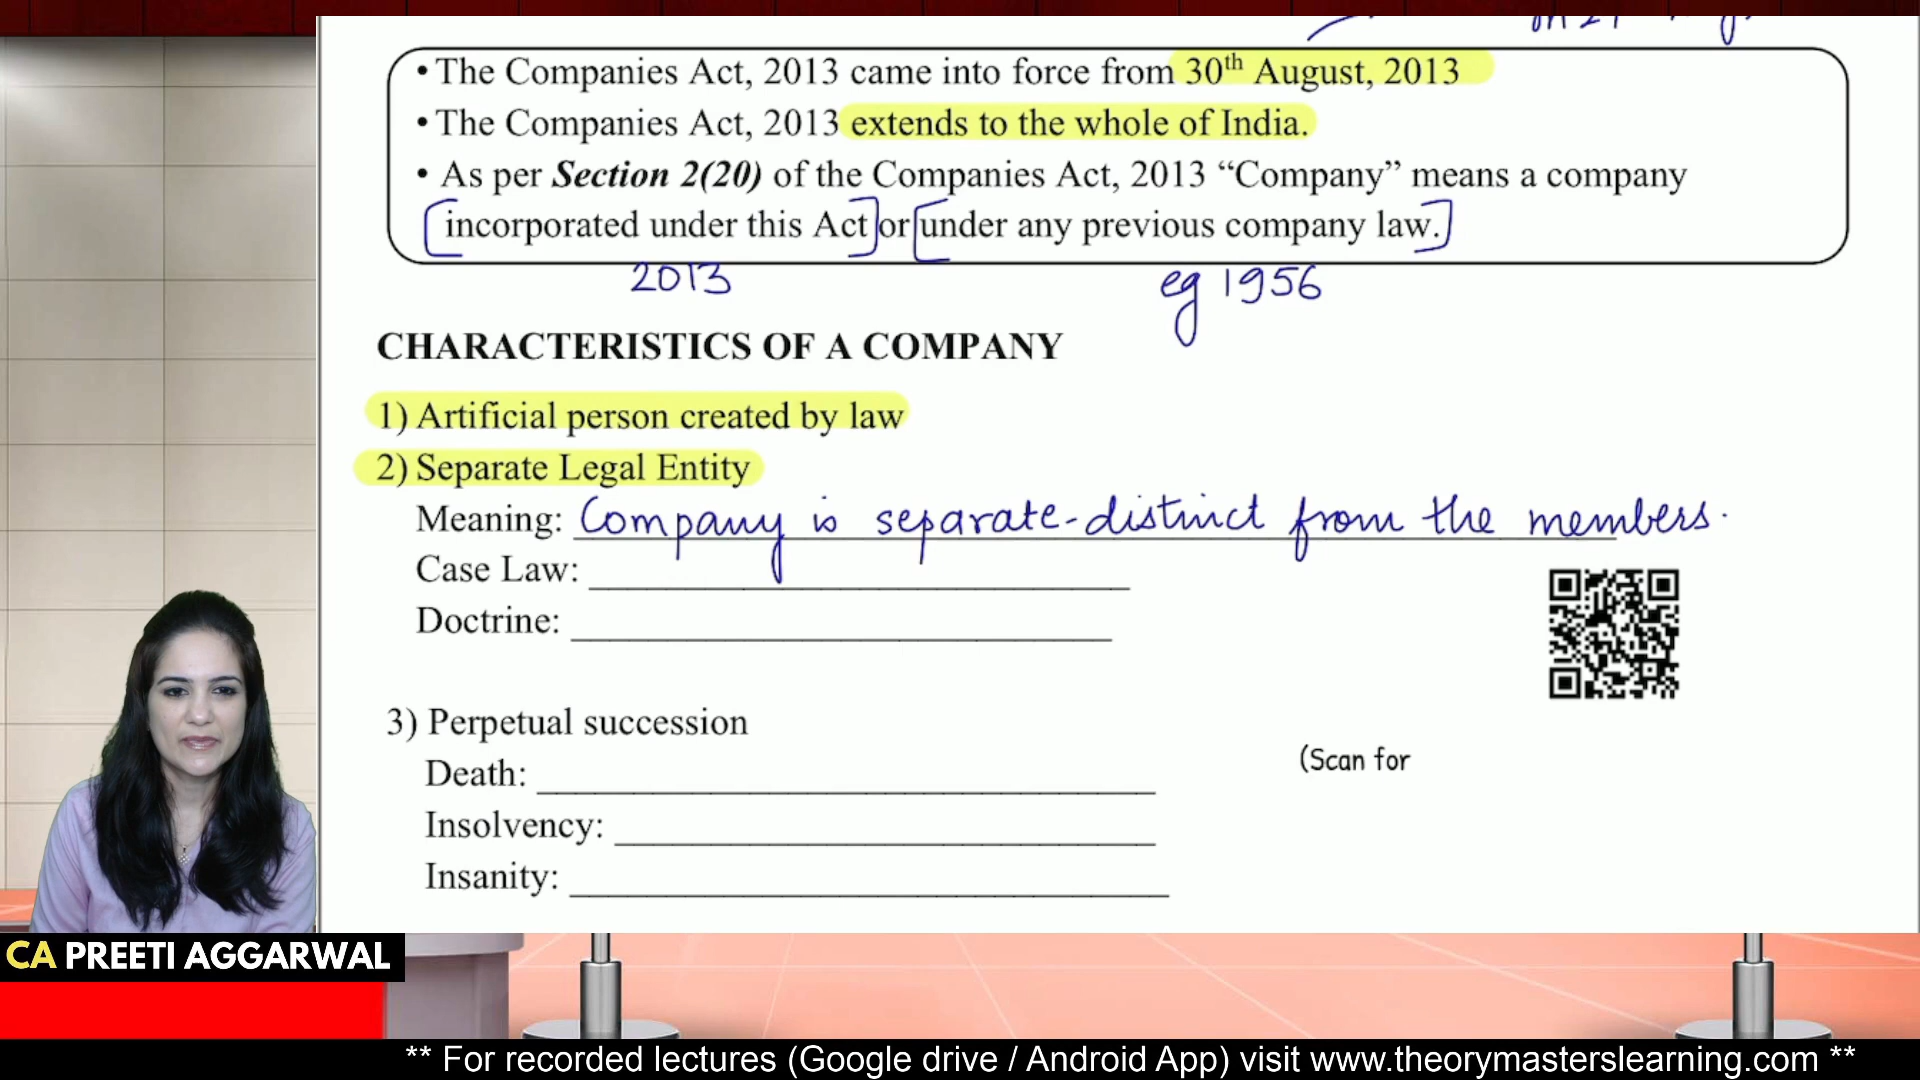 • The Companies Act, 2013 came into force from 30th August, 2013
• The Companies Act, 2013 extends to the whole of India.
• As per Section 2(20) of the Companies Act, 2013 “Company” means a company
[incorporated under this Act] or [under any previous company law.]
2013 eg 1956
CHARACTERISTICS OF A COMPANY
1) Artificial person created by law
2) Separate Legal Entity
Meaning: Company is separate-distinct from the members.
Case Law:
Doctrine:
3) Perpetual succession
(Scan for
Death:
Insolvency:
Insanity:
CA PREETI AGGARWAL
** For recorded lectures (Google drive / Android App) visit www.theorymasterslearning.com **